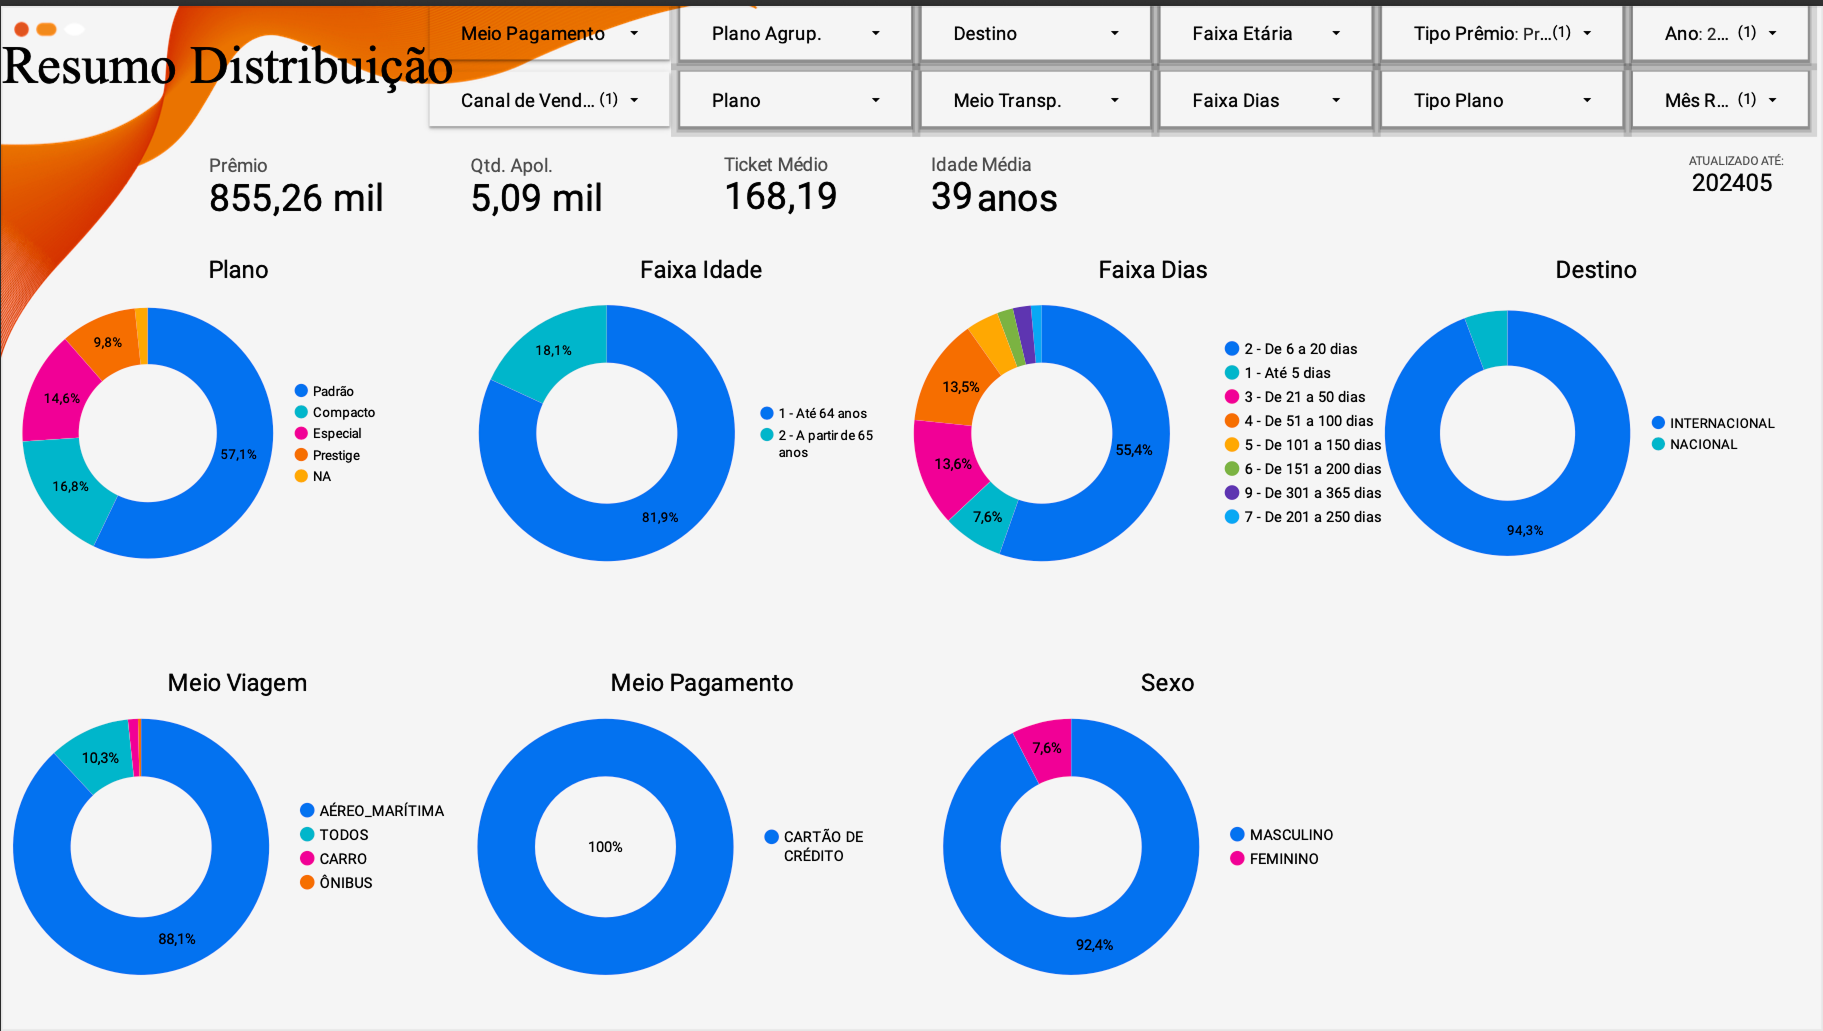 Resumo Distribuição
Meio Pagamento
Plano Agrup.
Destino
Faixa Etária
Tipo Prêmio: Pr... (1)
Ano: 2... (1)
Canal de Vend... (1)
Plano
Meio Transp.
Faixa Dias
Tipo Plano
Mês R... (1)
Prêmio
855,26 mil
Qtd. Apol.
5,09 mil
Ticket Médio
168,19
Idade Média
39 anos
ATUALIZADO ATÉ:
202405
Plano
9,8%
14,6%
57,1%
16,8%
Padrão
Compacto
Especial
Prestige
NA
Faixa Idade
18,1%
81,9%
1 - Até 64 anos
2 - A partir de 65
anos
Faixa Dias
13,5%
55,4%
13,6%
7,6%
2 - De 6 a 20 dias
1 - Até 5 dias
3 - De 21 a 50 dias
4 - De 51 a 100 dias
5 - De 101 a 150 dias
6 - De 151 a 200 dias
9 - De 301 a 365 dias
7 - De 201 a 250 dias
Destino
94,3%
INTERNACIONAL
NACIONAL
Meio Viagem
10,3%
88,1%
AÉREO_MARÍTIMA
TODOS
CARRO
ÔNIBUS
Meio Pagamento
100%
CARTÃO DE
CRÉDITO
Sexo
7,6%
92,4%
MASCULINO
FEMININO